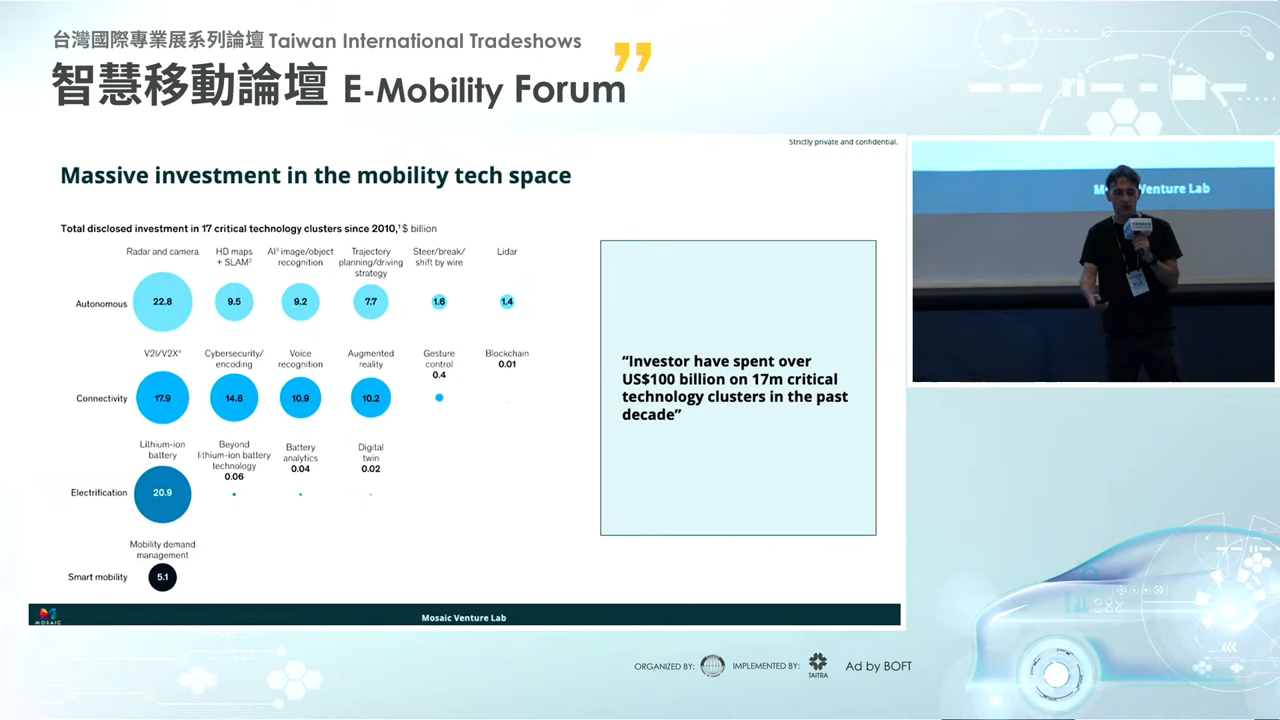 台灣國際專業展系列論壇 Taiwan International Tradeshows
智慧移動論壇 E-Mobility Forum”
Strictly private and confidential.
Massive investment in the mobility tech space
Total disclosed investment in 17 critical technology clusters since 2010,¹ $ billion
Radar and camera
HD maps
+ SLAM²
AI³ image/object
recognition
Trajectory
planning/driving
strategy
Steer/break/
shift by wire
Lidar
Autonomous
22.8
9.5
9.2
7.7
1.6
1.4
V2I/V2X⁴
Cybersecurity/
encoding
Voice
recognition
Augmented
reality
Gesture
control
0.4
Blockchain
0.01
Connectivity
17.9
14.8
10.9
10.2
Lithium-ion
battery
Beyond
lithium-ion battery
technology
0.06
Battery
analytics
0.04
Digital
twin
0.02
Electrification
20.9
Mobility demand
management
Smart mobility
5.1
“Investor have spent over
US$100 billion on 17m critical
technology clusters in the past
decade”
MOSAIC
Mosaic Venture Lab
Venture Lab
ORGANIZED BY:
IMPLEMENTED BY:
TAITRA
Ad by BOFT